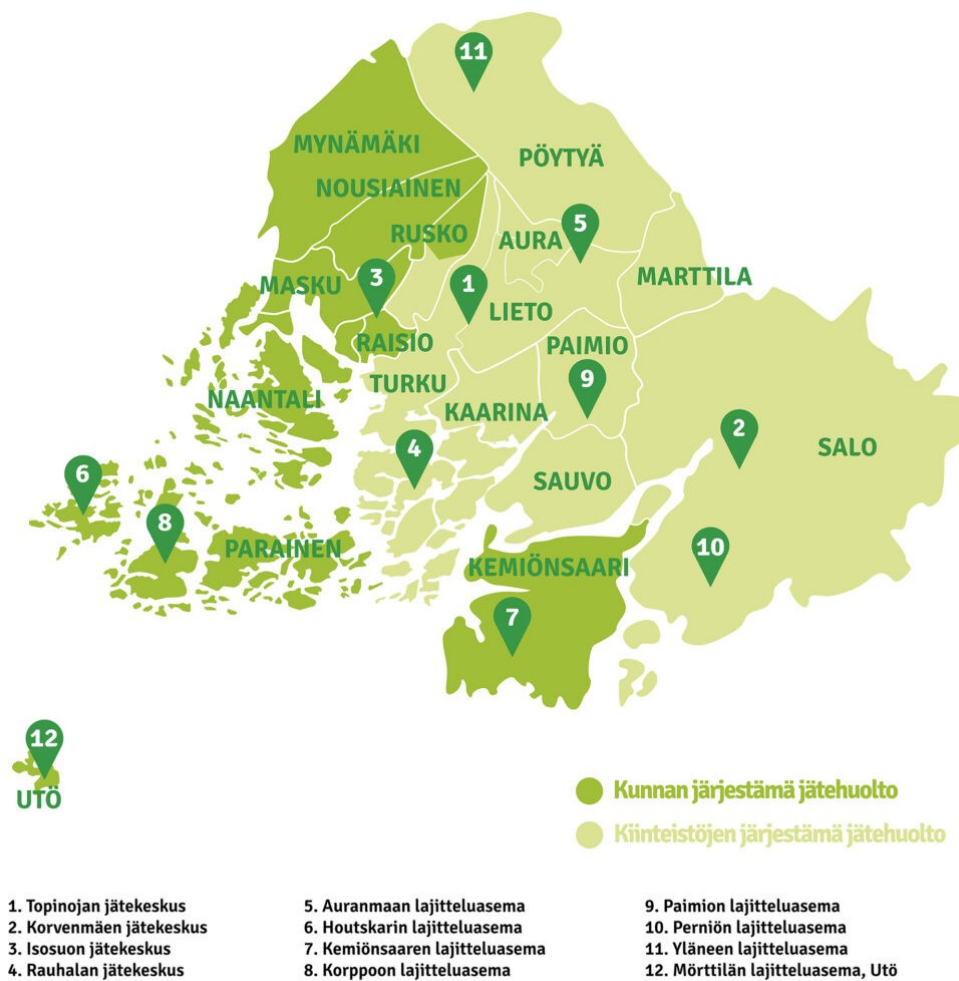 11
MYNÄMÄKI
PÖYTYÄ
NOUSIAINEN
5
RUSKO
AURA
3
MASKU
1
MARTTILA
LIETO
RAISIO
PAIMIO
TURKU
9
NAANTALI
KAARINA
2
4
SALO
6
SAUVO
8
PARAINEN
10
KEMIÖNSAARI
7
12
UTÖ
Kunnan järjestämä jätehuolto
Kiinteistöjen järjestämä jätehuolto
1. Topinojan jätekeskus
2. Korvenmäen jätekeskus
3. Isosuon jätekeskus
4. Rauhalan jätekeskus
5. Auranmaan lajitteluasema
6. Houtskarin lajitteluasema
7. Kemiönsaaren lajitteluasema
8. Korppoon lajitteluasema
9. Paimion lajitteluasema
10. Perniön lajitteluasema
11. Yläneen lajitteluasema
12. Mörttilän lajitteluasema, Utö